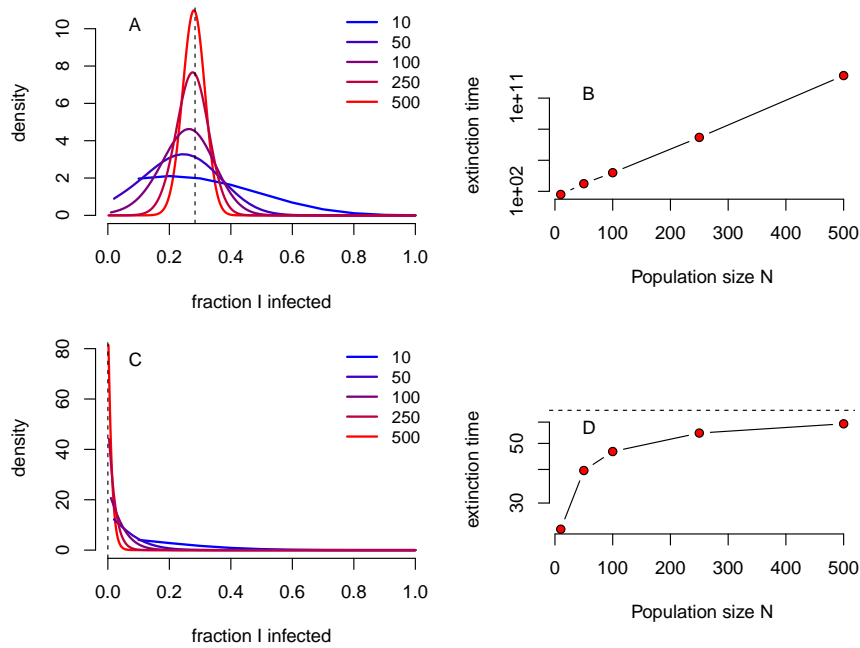 A
10
50
100
250
500
density
0
2
4
6
8
10
0.0 0.2 0.4 0.6 0.8 1.0
fraction I infected
B
extinction time
1e+02 1e+11
0 100 200 300 400 500
Population size N
C
10
50
100
250
500
density
0 20 40 60 80
0.0 0.2 0.4 0.6 0.8 1.0
fraction I infected
D
extinction time
30 50
0 100 200 300 400 500
Population size N